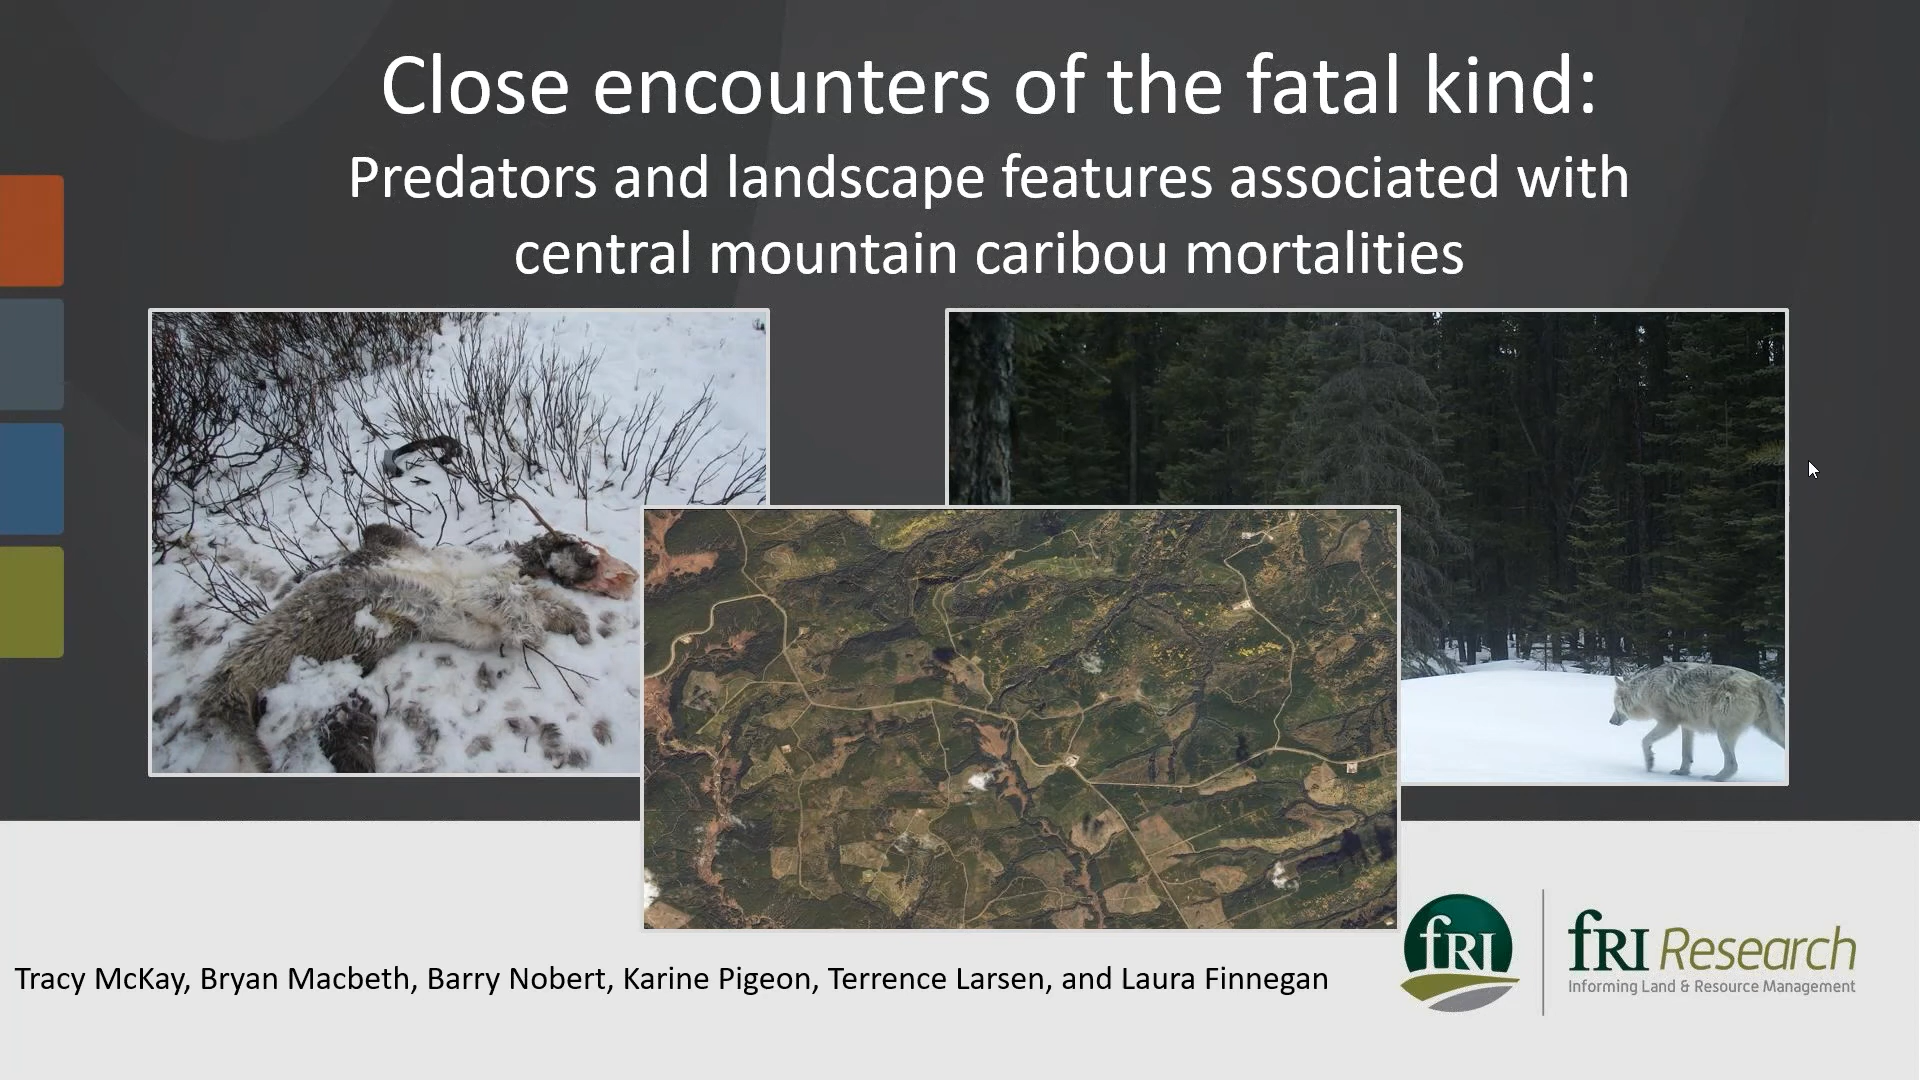 Close encounters of the fatal kind:
Predators and landscape features associated with
central mountain caribou mortalities
Tracy McKay, Bryan Macbeth, Barry Nobert, Karine Pigeon, Terrence Larsen, and Laura Finnegan
fRI
fRI Research
Informing Land & Resource Management